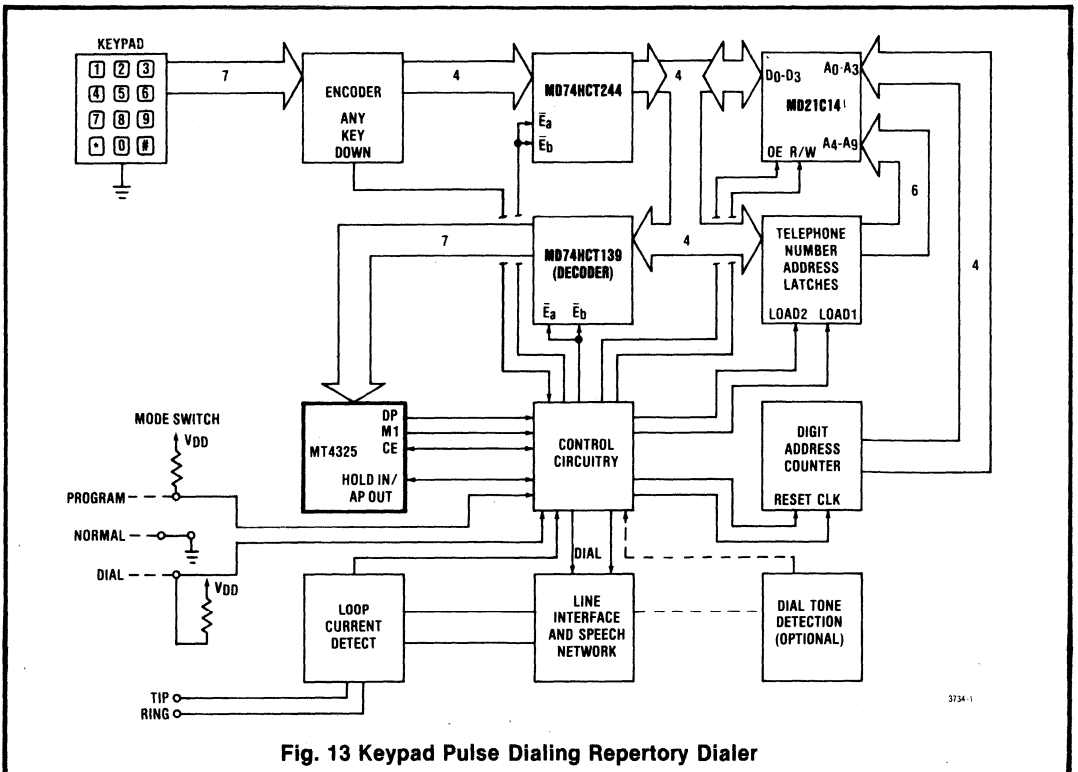 KEYPAD
1 2 3
4 5 6
7 8 9
* 0 #
7
ENCODER
ANY
KEY
DOWN
4
MD74HCT244
Ēa
Ēb
4
D0-D3
A0-A3
MD21C14
A4-A9
OE R/W
6
7
MD74HCT139
(DECODER)
Ēa Ēb
4
TELEPHONE
NUMBER
ADDRESS
LATCHES
LOAD2 LOAD1
4
MODE SWITCH
VDD
PROGRAM
NORMAL
DIAL
VDD
MT4325
DP
M1
CE
HOLD IN/
AP OUT
CONTROL
CIRCUITRY
DIGIT
ADDRESS
COUNTER
RESET CLK
DIAL
LOOP
CURRENT
DETECT
LINE
INTERFACE
AND SPEECH
NETWORK
DIAL TONE
DETECTION
(OPTIONAL)
TIP
RING
3734-1
Fig. 13 Keypad Pulse Dialing Repertory Dialer